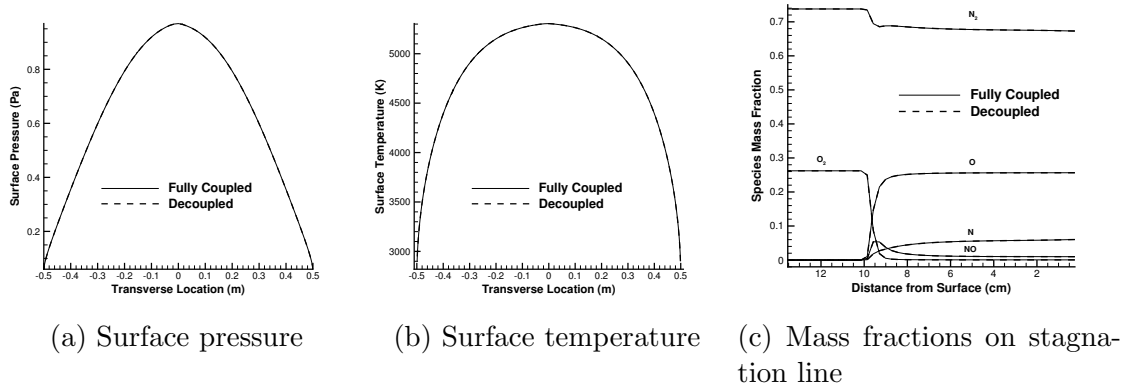 Surface Pressure (Pa)
0.8
0.6
0.4
0.2
-0.5 -0.4 -0.3 -0.2 -0.1 0 0.1 0.2 0.3 0.4 0.5
Transverse Location (m)
Fully Coupled
Decoupled
(a) Surface pressure
Surface Temperature (K)
5000
4500
4000
3500
3000
-0.5 -0.4 -0.3 -0.2 -0.1 0 0.1 0.2 0.3 0.4 0.5
Transverse Location (m)
Fully Coupled
Decoupled
(b) Surface temperature
Species Mass Fraction
0.7
0.6
0.5
0.4
0.3
0.2
0.1
0
12 10 8 6 4 2
Distance from Surface (cm)
N₂
Fully Coupled
Decoupled
O₂
O
N
NO
(c) Mass fractions on stagna-
tion line